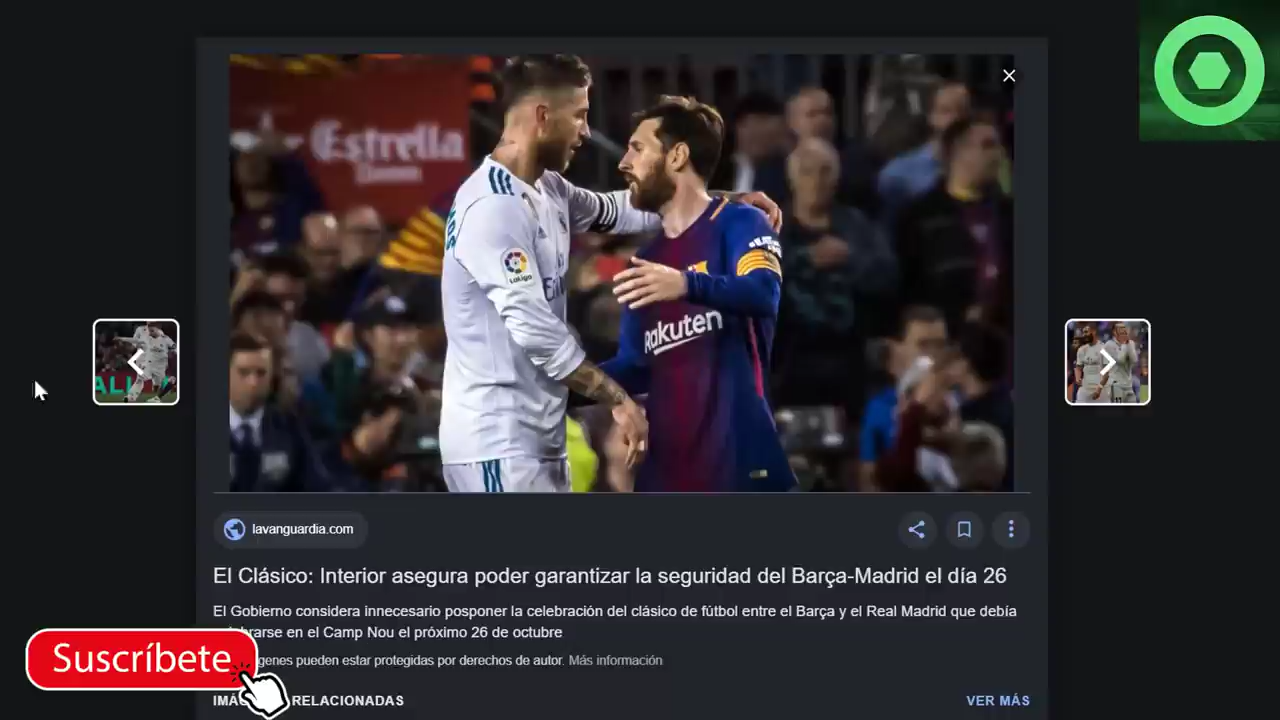 Estrella
Damm
LaLiga
Rakuten
lavanguardia.com
El Clásico: Interior asegura poder garantizar la seguridad del Barça-Madrid el día 26
El Gobierno considera innecesario posponer la celebración del clásico de fútbol entre el Barça y el Real Madrid que debía
brarse en el Camp Nou el próximo 26 de octubre
genes pueden estar protegidas por derechos de autor. Más información
Suscríbete
RELACIONADAS
VER MÁS